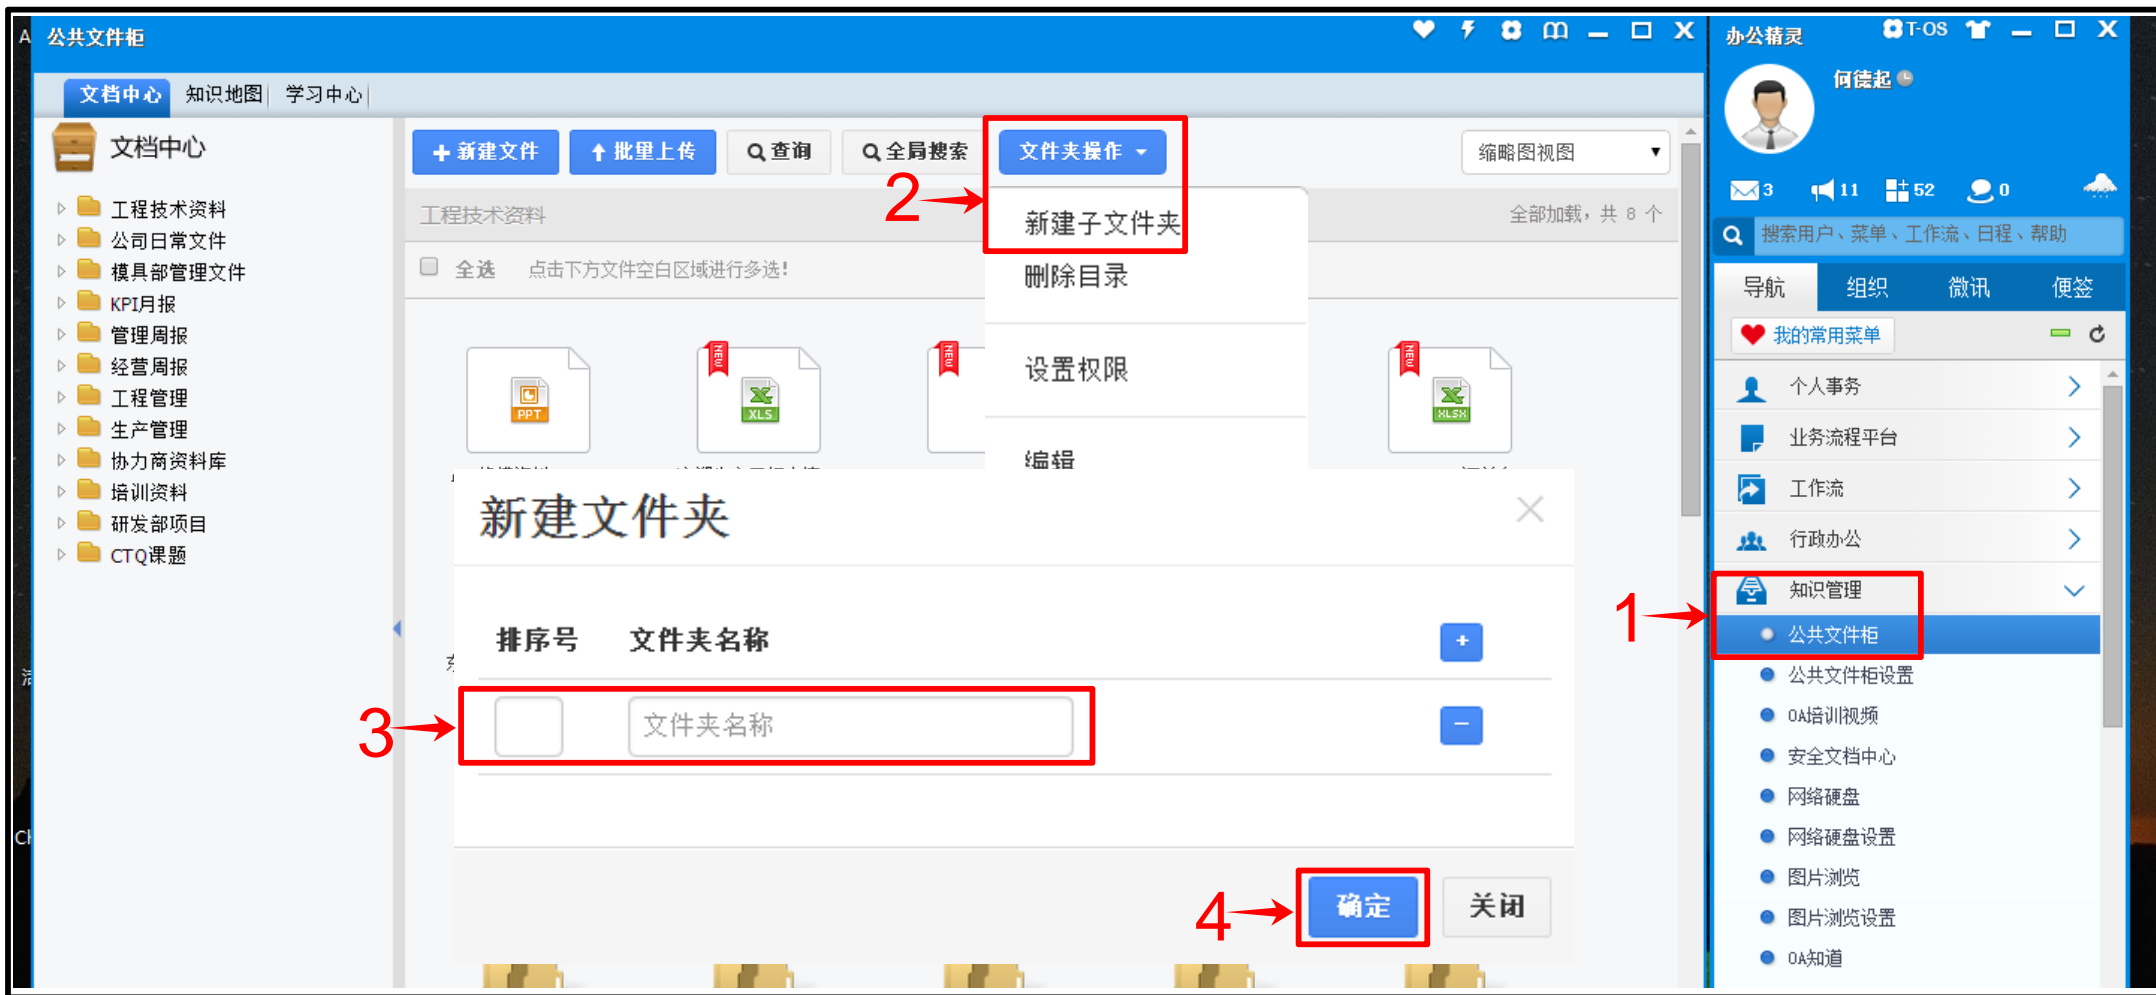 公共文件柜
文档中心 知识地图 学习中心
文档中心
工程技术资料
公司日常文件
模具部管理文件
KPI月报
管理周报
经营周报
工程管理
生产管理
协力商资料库
培训资料
研发部项目
CTQ课题
新建文件 批量上传 查询 全局搜索 文件夹操作 缩略图视图
工程技术资料 全部加载，共 8 个
全选 点击下方文件空白区域进行多选!
2
新建子文件夹
删除目录
设置权限
编辑
PPT
NEW XLS
NEW
NEW XLSX
新建文件夹
排序号 文件夹名称
3
文件夹名称
4
确定 关闭
办公精灵 T-OS
何德起
3 11 52 0
搜索用户、菜单、工作流、日程、帮助
导航 组织 微讯 便签
我的常用菜单
个人事务
业务流程平台
工作流
行政办公
1
知识管理
公共文件柜
公共文件柜设置
OA培训视频
安全文档中心
网络硬盘
网络硬盘设置
图片浏览
图片浏览设置
OA知道